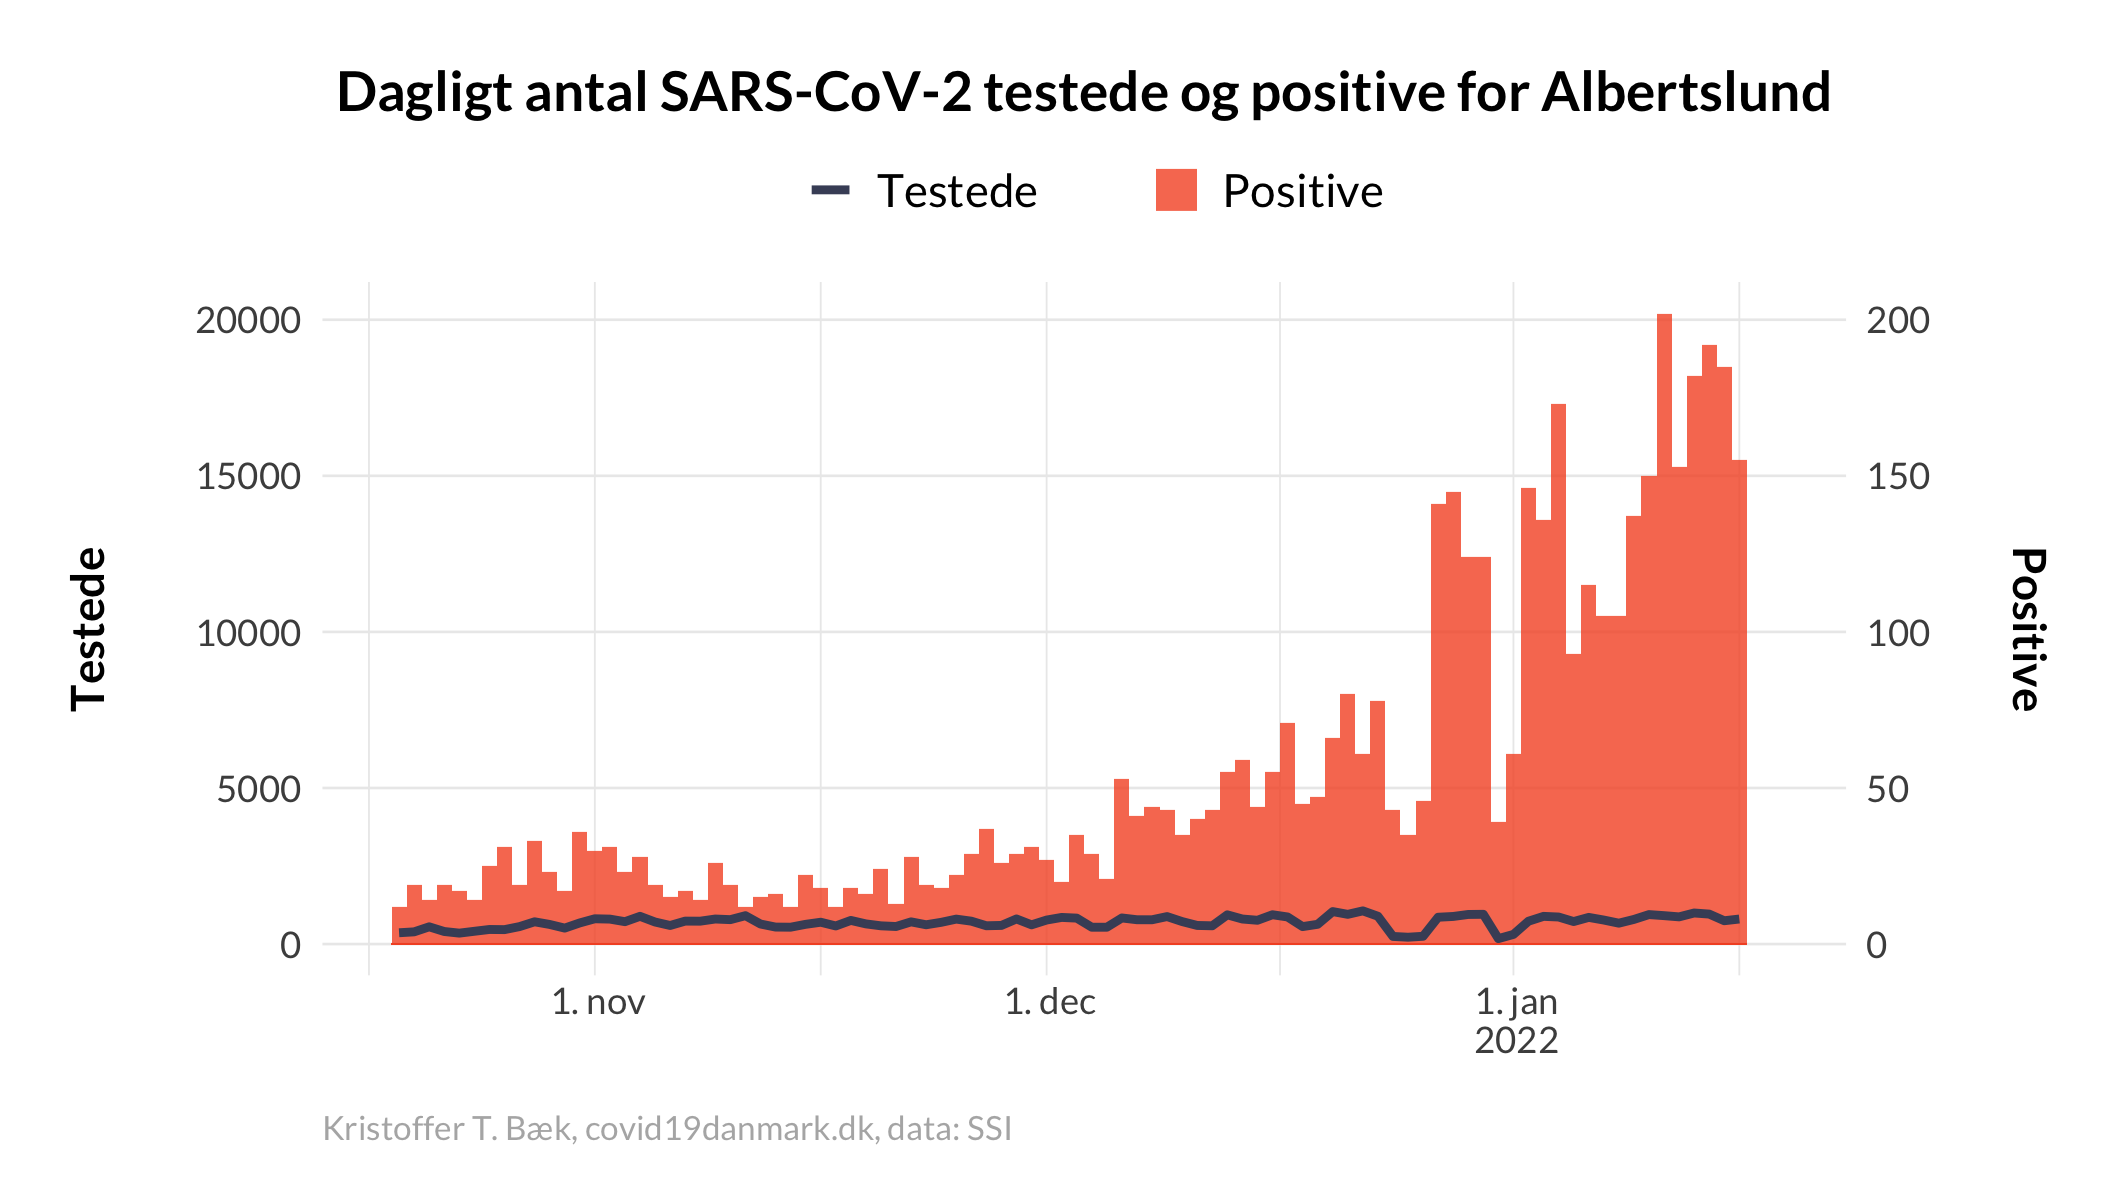 Dagligt antal SARS-CoV-2 testede og positive for Albertslund
Testede
Positive
20000
15000
10000
5000
0
200
150
100
50
0
Testede
Positive
1. nov
1. dec
1. jan
2022
Kristoffer T. Bæk, covid19danmark.dk, data: SSI